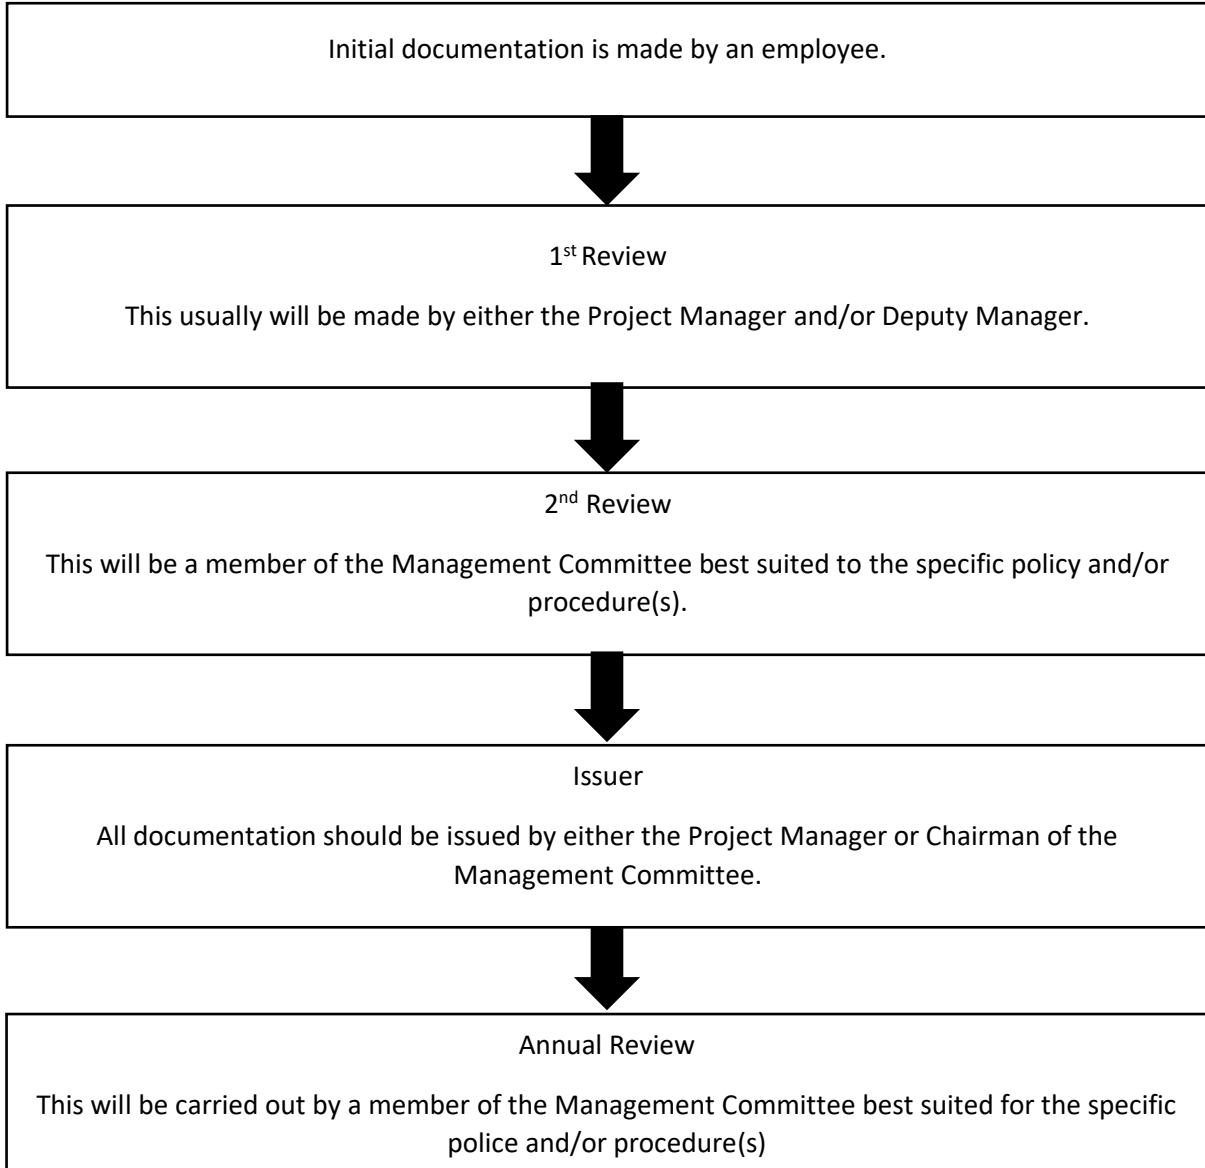 Initial documentation is made by an employee.
1st Review
This usually will be made by either the Project Manager and/or Deputy Manager.
2nd Review
This will be a member of the Management Committee best suited to the specific policy and/or
procedure(s).
Issuer
All documentation should be issued by either the Project Manager or Chairman of the
Management Committee.
Annual Review
This will be carried out by a member of the Management Committee best suited for the specific
police and/or procedure(s)